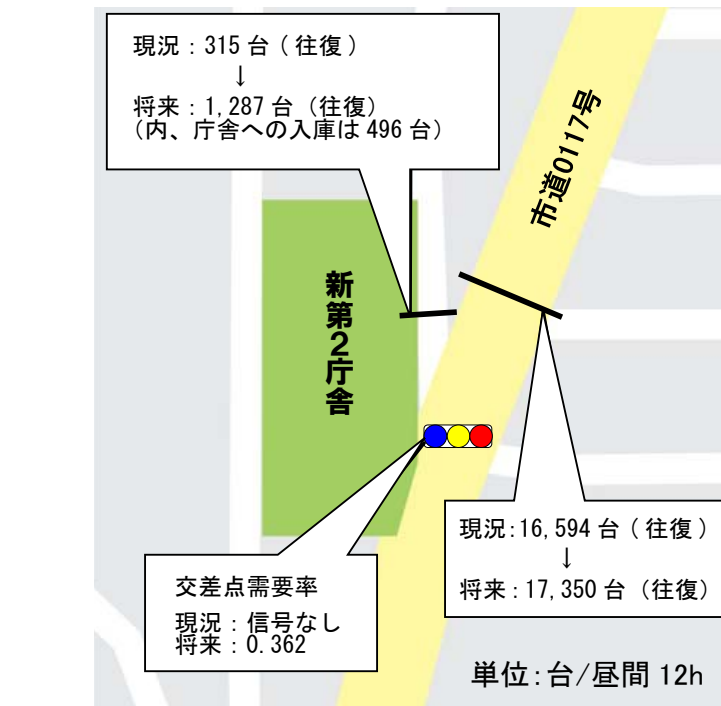 現況：315 台（往復）
↓
将来：1,287 台（往復）
（内、庁舎への入庫は 496 台）
市道0117号
新第2庁舎
現況：16,594 台（往復）
↓
将来：17,350 台（往復）
交差点需要率
現況：信号なし
将来：0.362
単位：台/昼間 12h